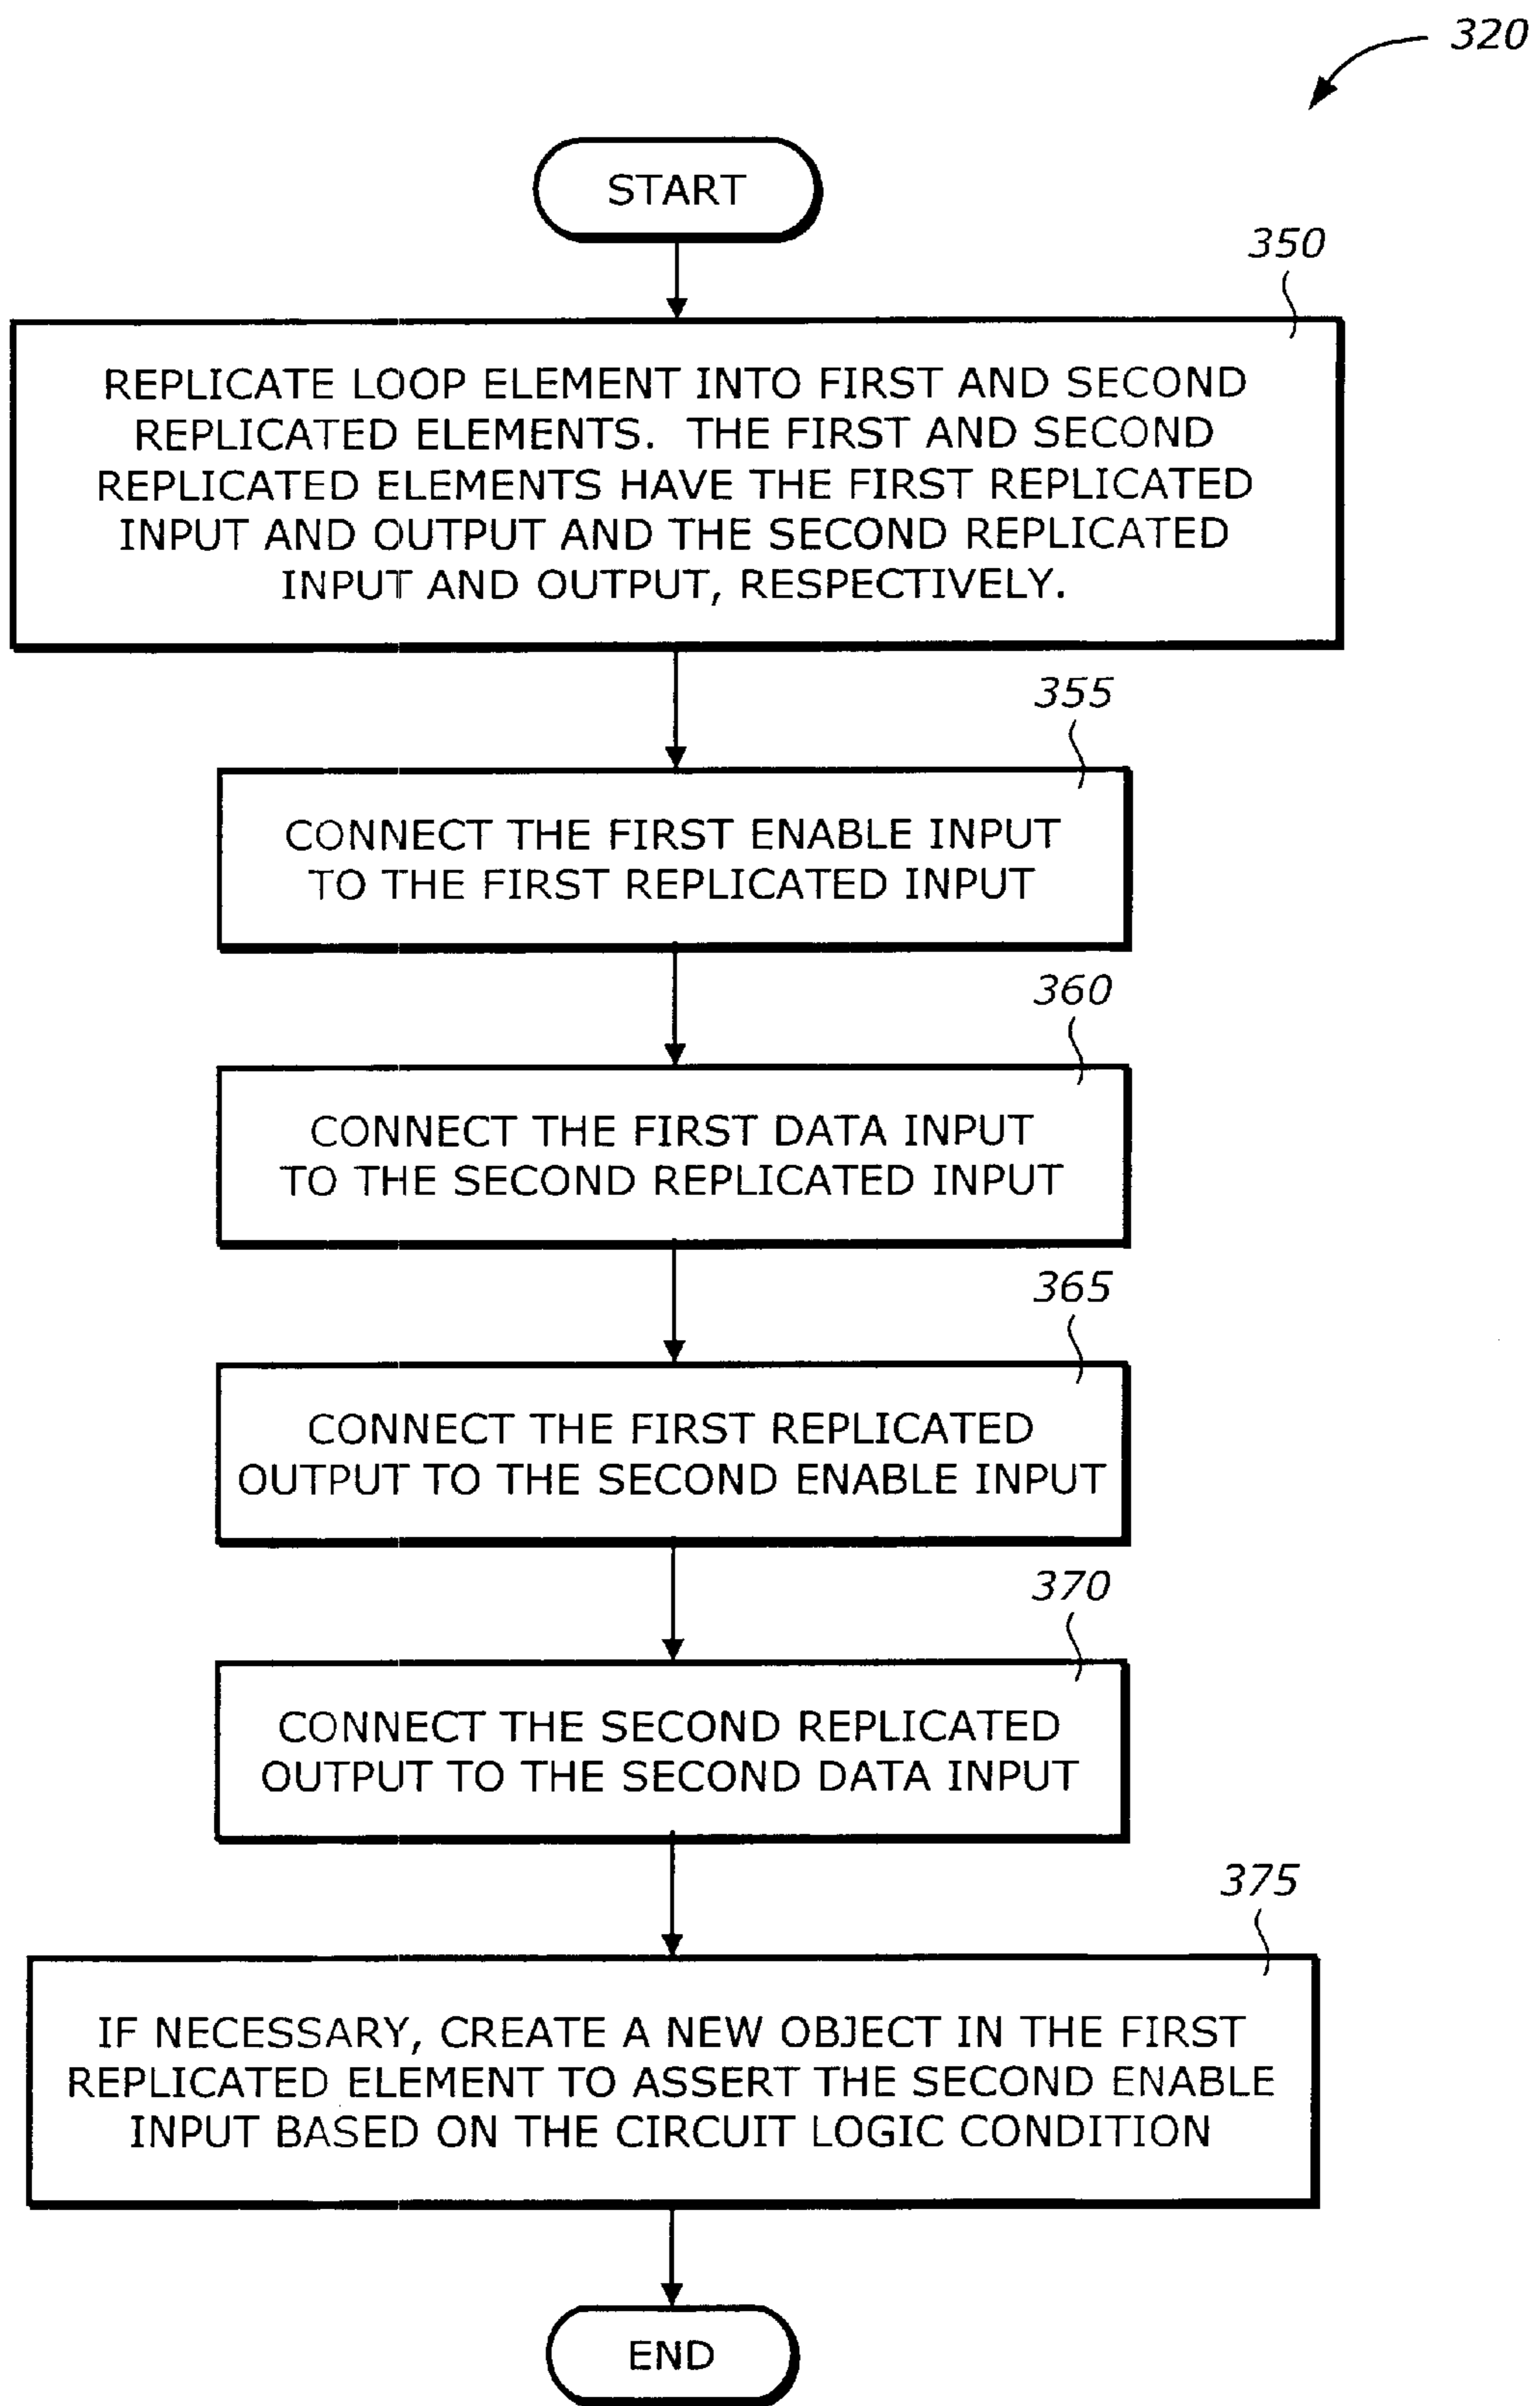 320
START
350
REPLICATE LOOP ELEMENT INTO FIRST AND SECOND
REPLICATED ELEMENTS. THE FIRST AND SECOND
REPLICATED ELEMENTS HAVE THE FIRST REPLICATED
INPUT AND OUTPUT AND THE SECOND REPLICATED
INPUT AND OUTPUT, RESPECTIVELY.
355
CONNECT THE FIRST ENABLE INPUT
TO THE FIRST REPLICATED INPUT
360
CONNECT THE FIRST DATA INPUT
TO THE SECOND REPLICATED INPUT
365
CONNECT THE FIRST REPLICATED
OUTPUT TO THE SECOND ENABLE INPUT
370
CONNECT THE SECOND REPLICATED
OUTPUT TO THE SECOND DATA INPUT
375
IF NECESSARY, CREATE A NEW OBJECT IN THE FIRST
REPLICATED ELEMENT TO ASSERT THE SECOND ENABLE
INPUT BASED ON THE CIRCUIT LOGIC CONDITION
END